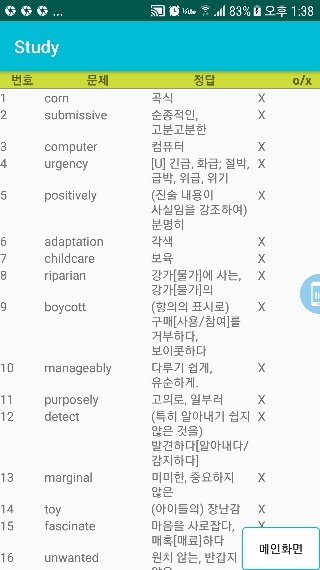 ... 83% 오후 1:38
Study
번호 문제 정답 o/x
1 corn 곡식 X
2 submissive 순종적인, X
고분고분한
3 computer 컴퓨터 X
4 urgency [U] 긴급, 화급; 절박, X
급박, 위급, 위기
5 positively (진술 내용이 X
사실임을 강조하여)
분명히
6 adaptation 각색 X
7 childcare 보육 X
8 riparian 강가[물가]에 사는, X
강가[물가]의
9 boycott (항의의 표시로) X
구매[사용/참여]를
거부하다,
보이콧하다
10 manageably 다루기 쉽게, X
유순하게.
11 purposely 고의로, 일부러 X
12 detect (특히 알아내기 쉽지 X
않은 것을)
발견하다[알아내다/
감지하다]
13 marginal 미미한, 중요하지 X
않은
14 toy (아이들의) 장난감 X
15 fascinate 마음을 사로잡다, X
매혹[매료]하다
16 unwanted 원치 않는, 반갑지
메인화면